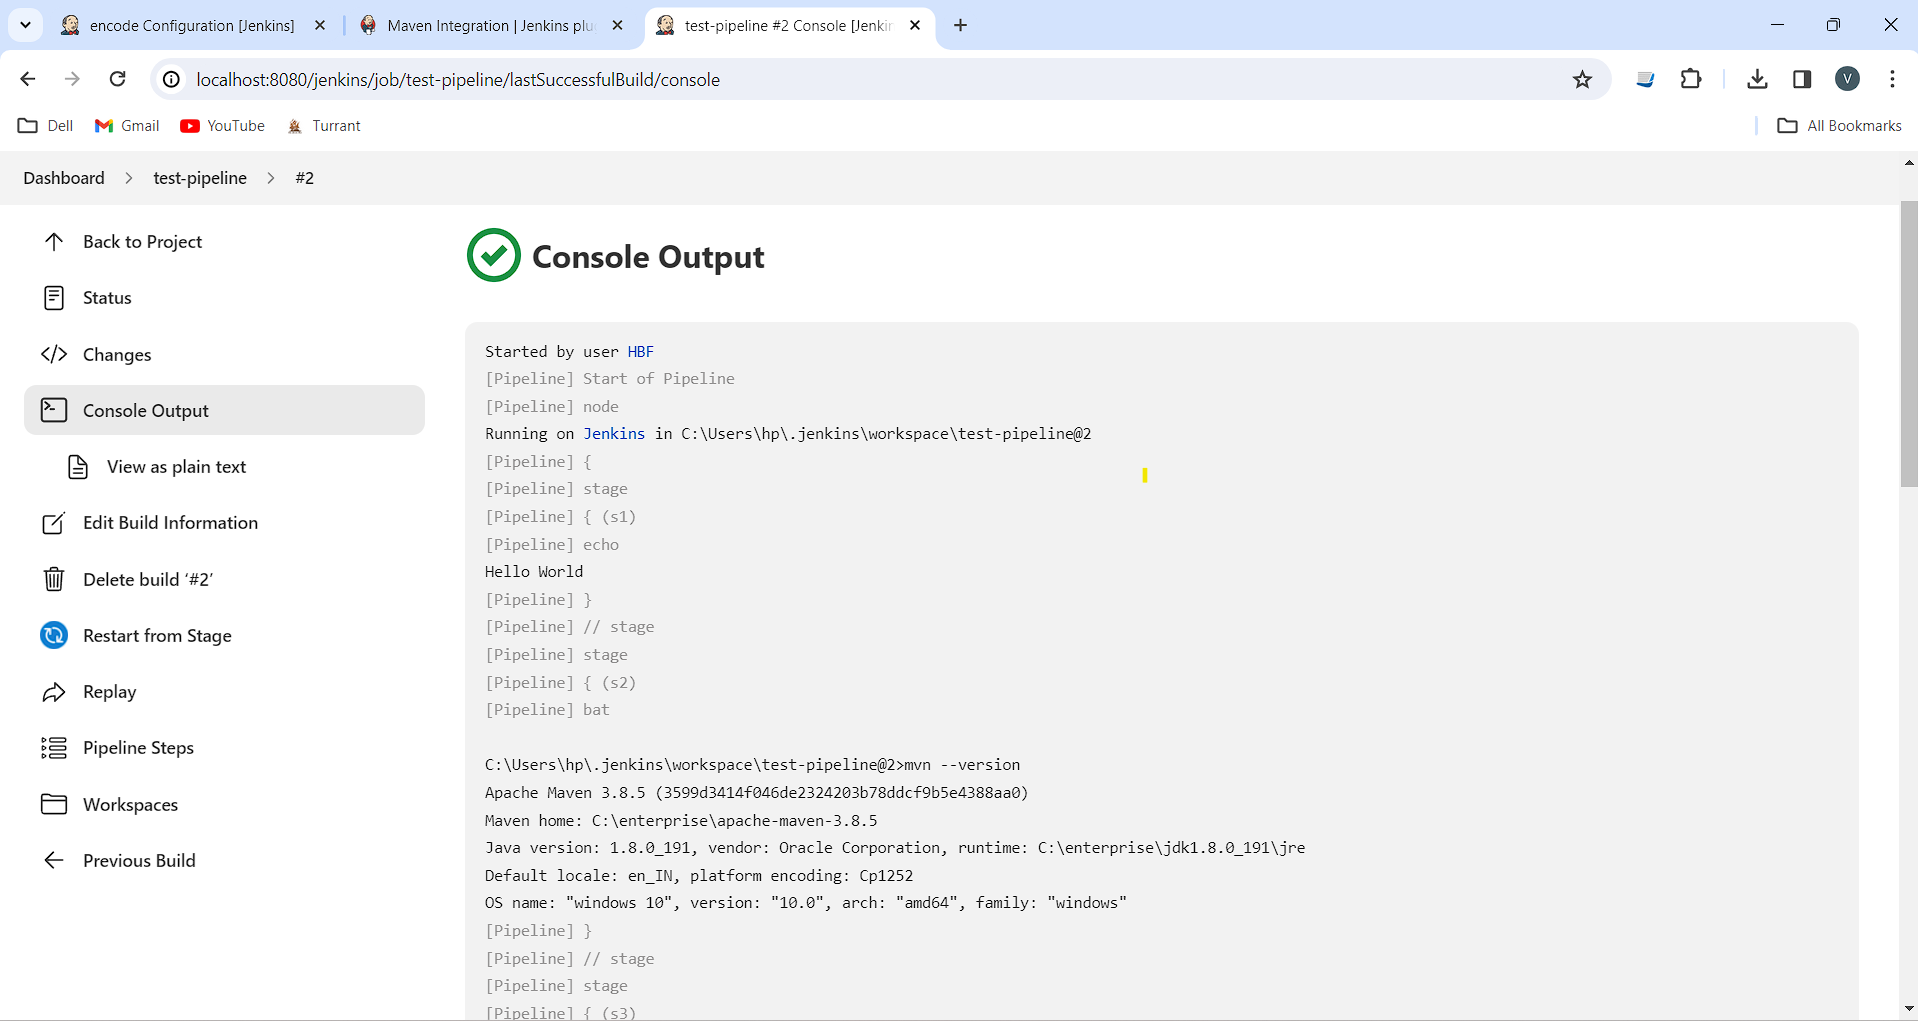 encode Configuration [Jenkins]
Maven Integration | Jenkins plu
test-pipeline #2 Console [Jenkin
localhost:8080/jenkins/job/test-pipeline/lastSuccessfulBuild/console
V
Dell
Gmail
YouTube
Turrant
All Bookmarks
Dashboard > test-pipeline > #2
Back to Project
Status
Changes
Console Output
View as plain text
Edit Build Information
Delete build ‘#2’
Restart from Stage
Replay
Pipeline Steps
Workspaces
Previous Build
Console Output
Started by user HBF
[Pipeline] Start of Pipeline
[Pipeline] node
Running on Jenkins in C:\Users\hp\.jenkins\workspace\test-pipeline@2
[Pipeline] {
[Pipeline] stage
[Pipeline] { (s1)
[Pipeline] echo
Hello World
[Pipeline] }
[Pipeline] // stage
[Pipeline] stage
[Pipeline] { (s2)
[Pipeline] bat
C:\Users\hp\.jenkins\workspace\test-pipeline@2>mvn --version
Apache Maven 3.8.5 (3599d3414f046de2324203b78ddcf9b5e4388aa0)
Maven home: C:\enterprise\apache-maven-3.8.5
Java version: 1.8.0_191, vendor: Oracle Corporation, runtime: C:\enterprise\jdk1.8.0_191\jre
Default locale: en_IN, platform encoding: Cp1252
OS name: "windows 10", version: "10.0", arch: "amd64", family: "windows"
[Pipeline] }
[Pipeline] // stage
[Pipeline] stage
[Pipeline] { (s3)